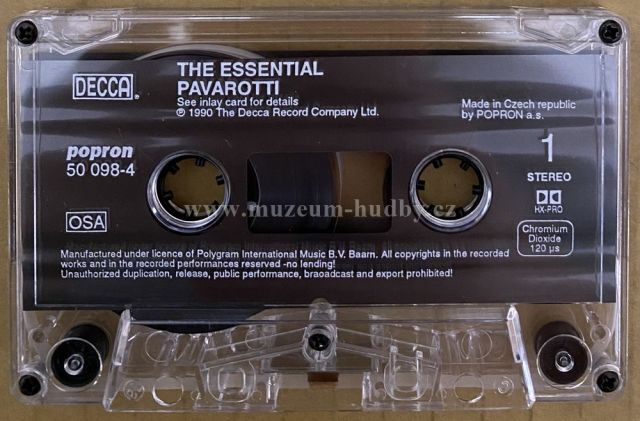 DECCA
THE ESSENTIAL
PAVAROTTI
See inlay card for details
℗ 1990 The Decca Record Company Ltd.
Made in Czech republic
by POPRON a.s.
popron
50 098-4
1
STEREO
HX-PRO
OSA
Chromium
Dioxide
120 µs
www.muzeum-hudby.cz
Manufactured under licence of Polygram International Music B.V. Baarn. All copyrights in the recorded
works and in the recorded performances reserved -no lending!
Unauthorized duplication, release, public performance, braoadcast and export prohibited!